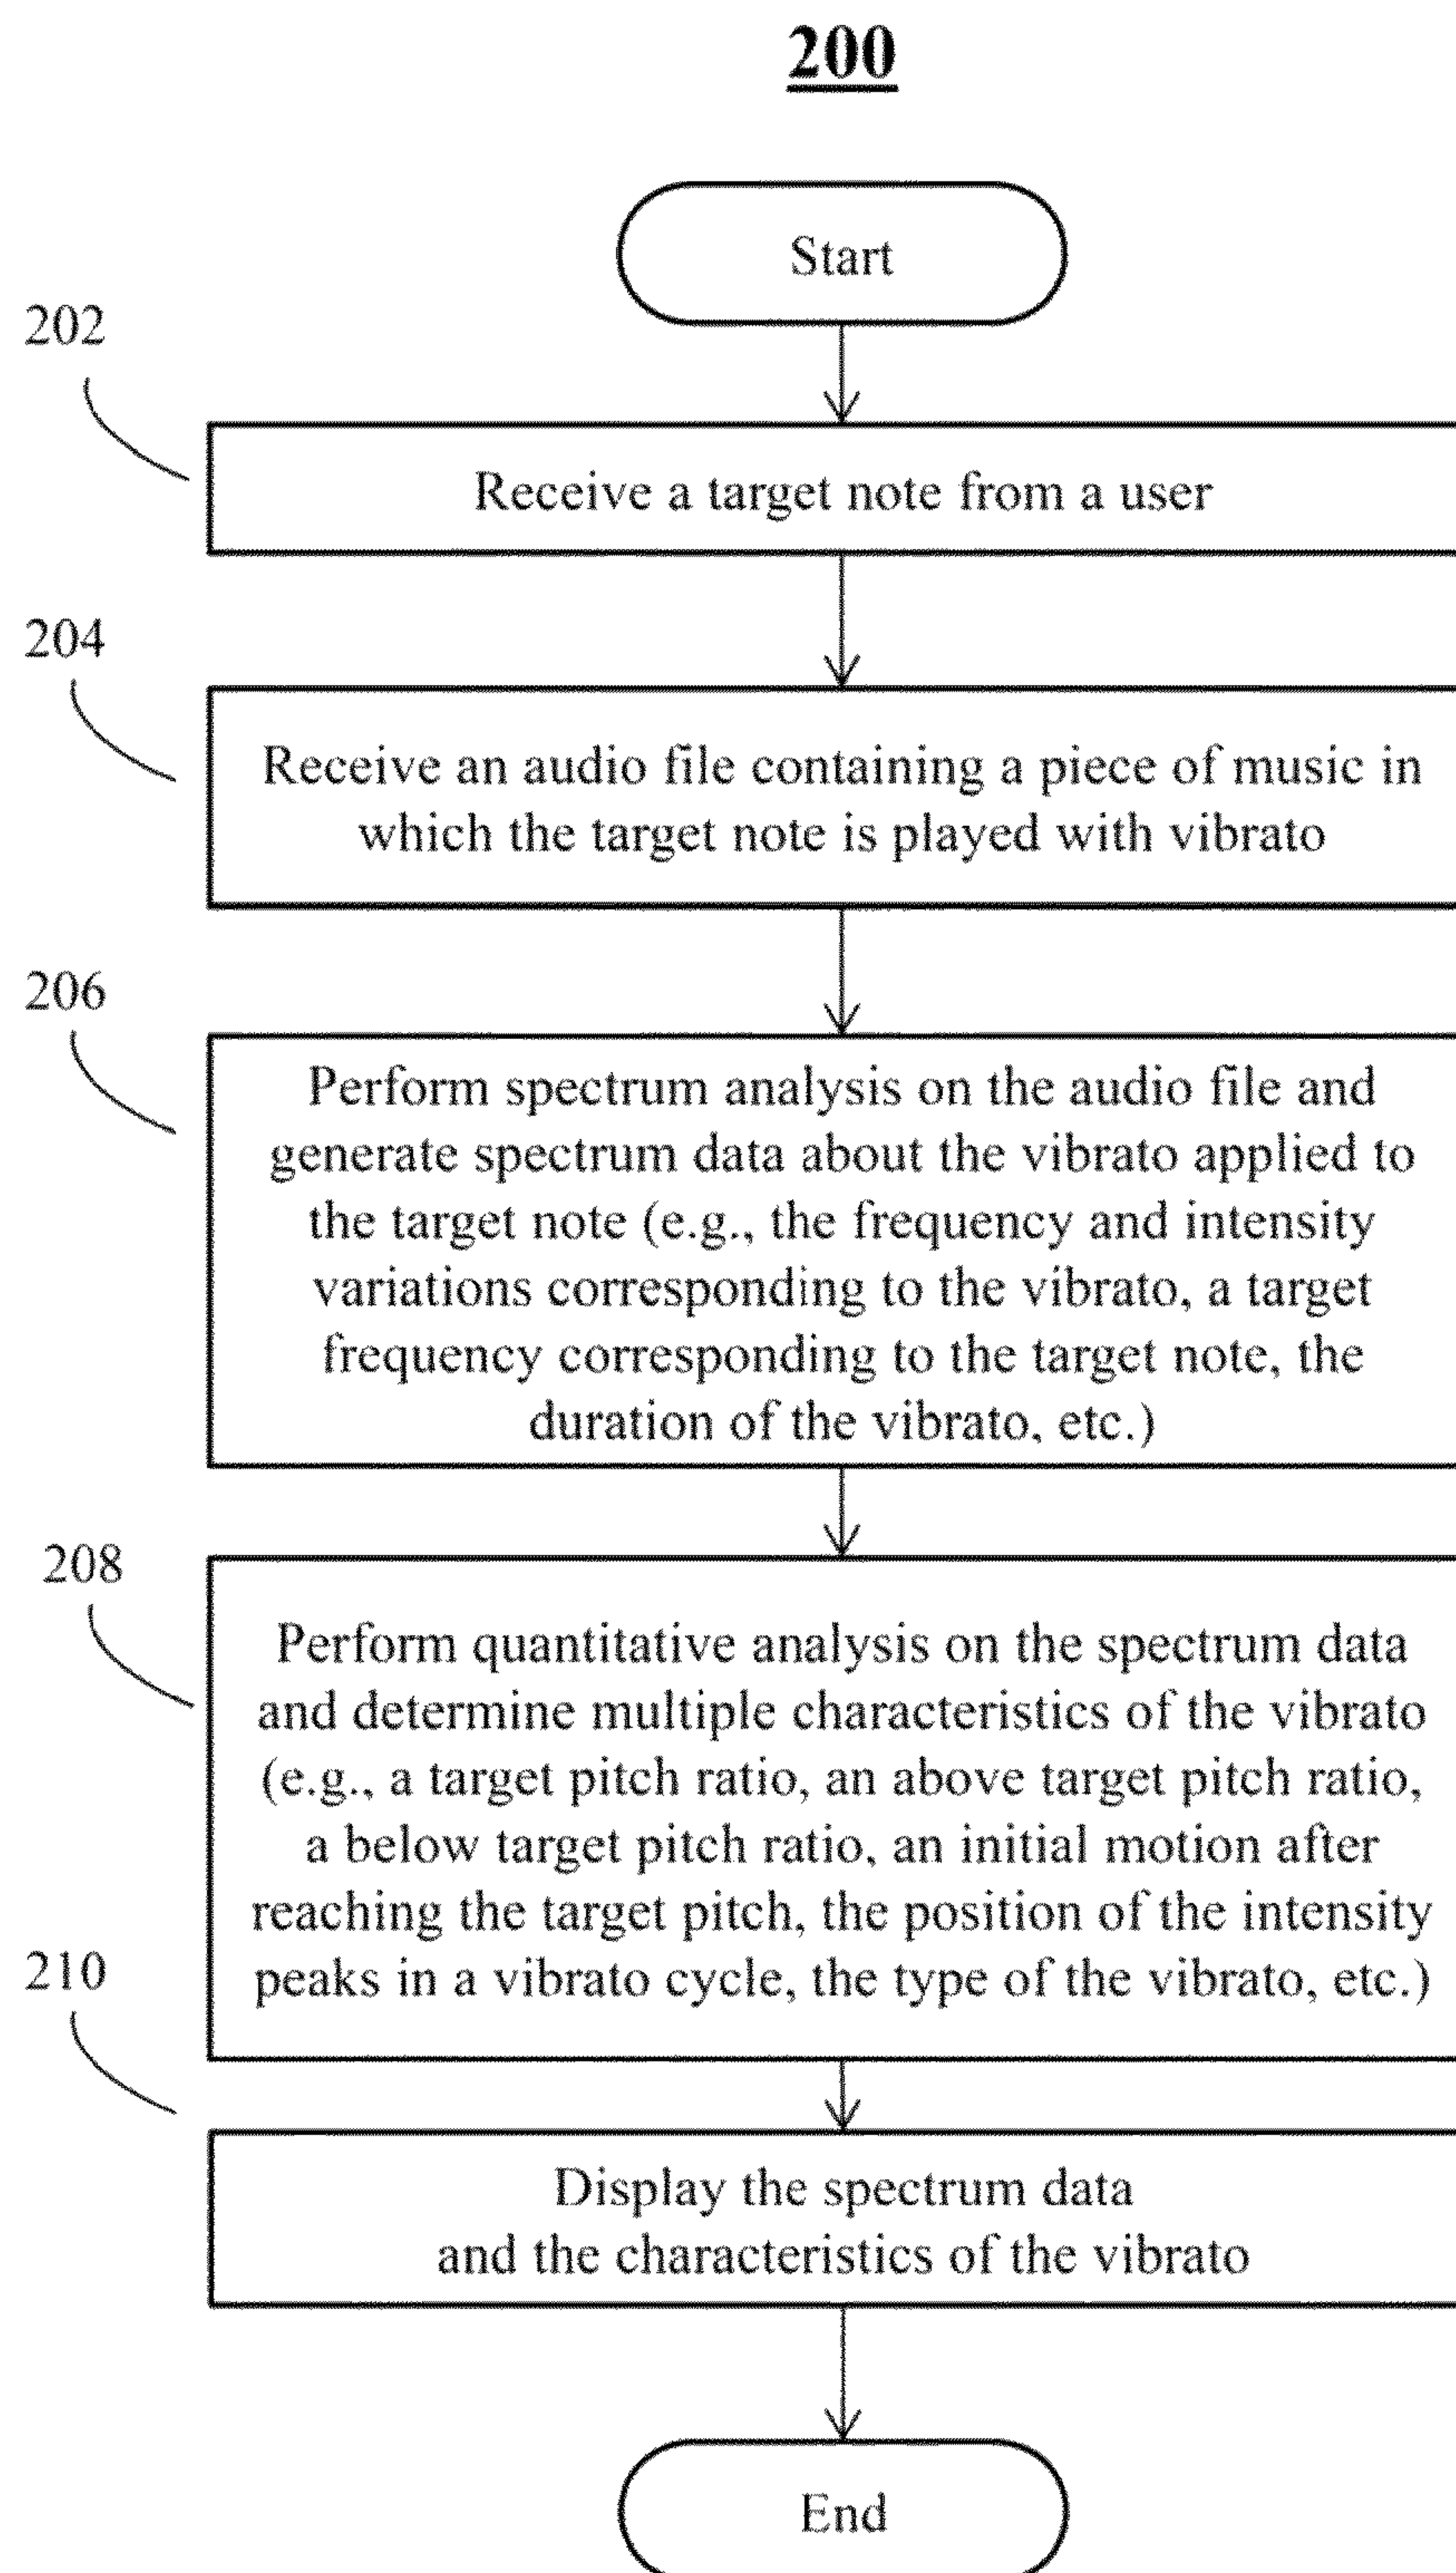 200
Start
202
Receive a target note from a user
204
Receive an audio file containing a piece of music in
which the target note is played with vibrato
206
Perform spectrum analysis on the audio file and
generate spectrum data about the vibrato applied to
the target note (e.g., the frequency and intensity
variations corresponding to the vibrato, a target
frequency corresponding to the target note, the
duration of the vibrato, etc.)
208
Perform quantitative analysis on the spectrum data
and determine multiple characteristics of the vibrato
(e.g., a target pitch ratio, an above target pitch ratio,
a below target pitch ratio, an initial motion after
reaching the target pitch, the position of the intensity
peaks in a vibrato cycle, the type of the vibrato, etc.)
210
Display the spectrum data
and the characteristics of the vibrato
End